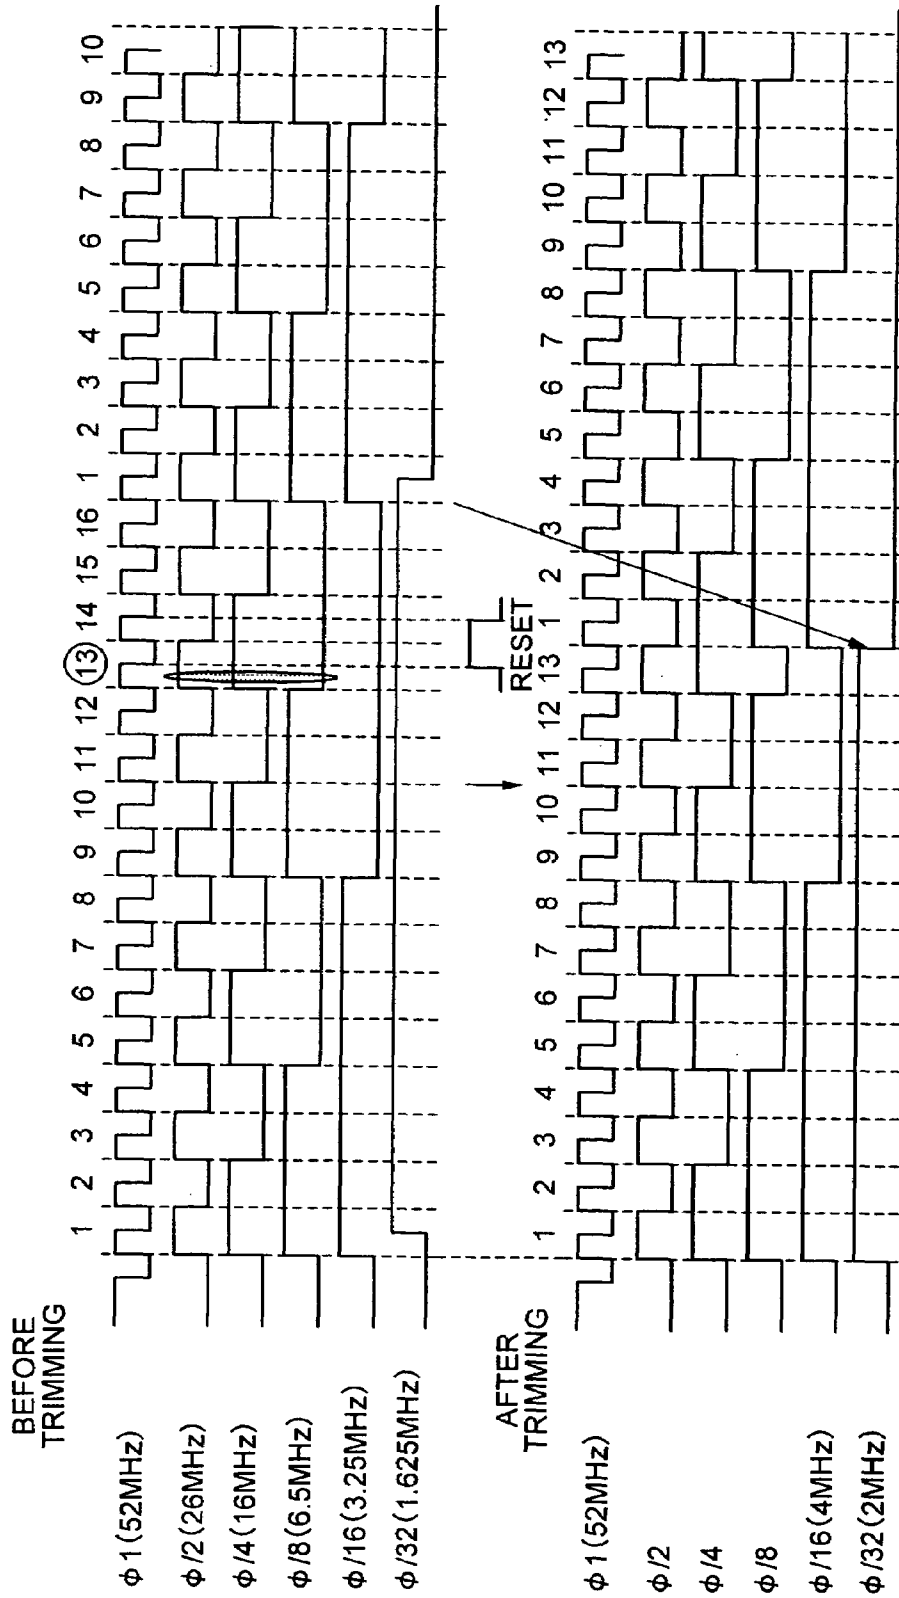 BEFORE
TRIMMING
1 2 3 4 5 6 7 8 9 10 11 12 13 14 15 16 1 2 3 4 5 6 7 8 9 10
φ1(52MHz)
φ/2(26MHz)
φ/4(16MHz)
φ/8(6.5MHz)
φ/16(3.25MHz)
φ/32(1.625MHz)
RESET
AFTER
TRIMMING
1 2 3 4 5 6 7 8 9 10 11 12 13 1 2 3 4 5 6 7 8 9 10 11 12 13
φ1(52MHz)
φ/2
φ/4
φ/8
φ/16(4MHz)
φ/32(2MHz)